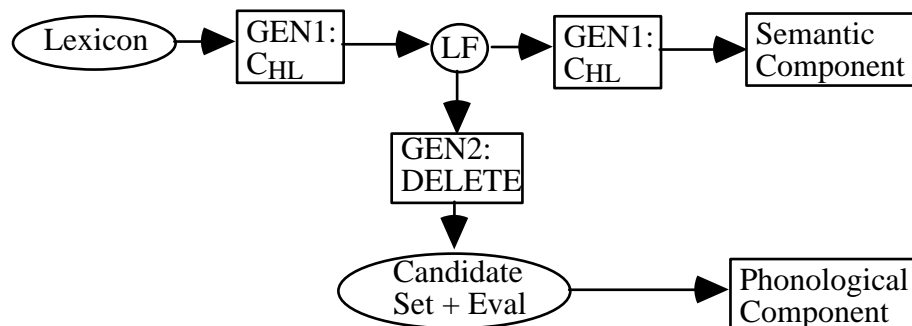 Lexicon
GEN1:
CHL
LF
GEN1:
CHL
Semantic
Component
GEN2:
DELETE
Candidate
Set + Eval
Phonological
Component